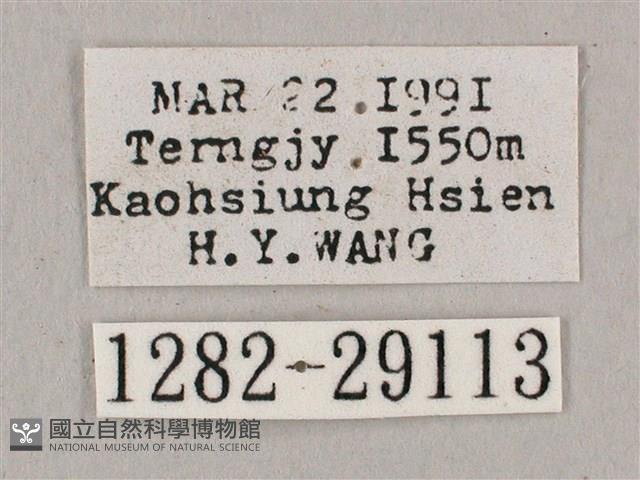 MAR 22.1991
Terngjy.1550m
Kaohsiung Hsien
H.Y.WANG
1282-29113
國立自然科學博物館
NATIONAL MUSEUM OF NATURAL SCIENCE